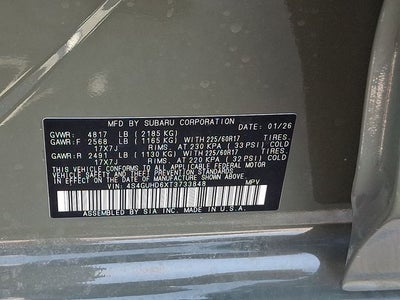 MFD BY SUBARU CORPORATION DATE 01/26
GVWR: 4817 LB (2185 KG)
GAWR:F 2568 LB (1165 KG) WITH 225/60R17 TIRES.
17X7J RIMS. AT 230 KPA (33 PSI) COLD
GAWR:R 2491 LB (1130 KG) WITH 225/60R17 TIRES.
17X7J RIMS. AT 220 KPA (32 PSI) COLD
THIS VEHICLE CONFORMS TO ALL APPLICABLE FEDERAL MOTOR
VEHICLE SAFETY, BUMPER, AND THEFT PREVENTION STANDARDS
IN EFFECT ON THE DATE OF MANUFACTURE SHOWN ABOVE.
VIN: 4S4GUHD6XT3733848 MPV
ASSEMBLED BY SIA INC. MADE IN U.S.A.